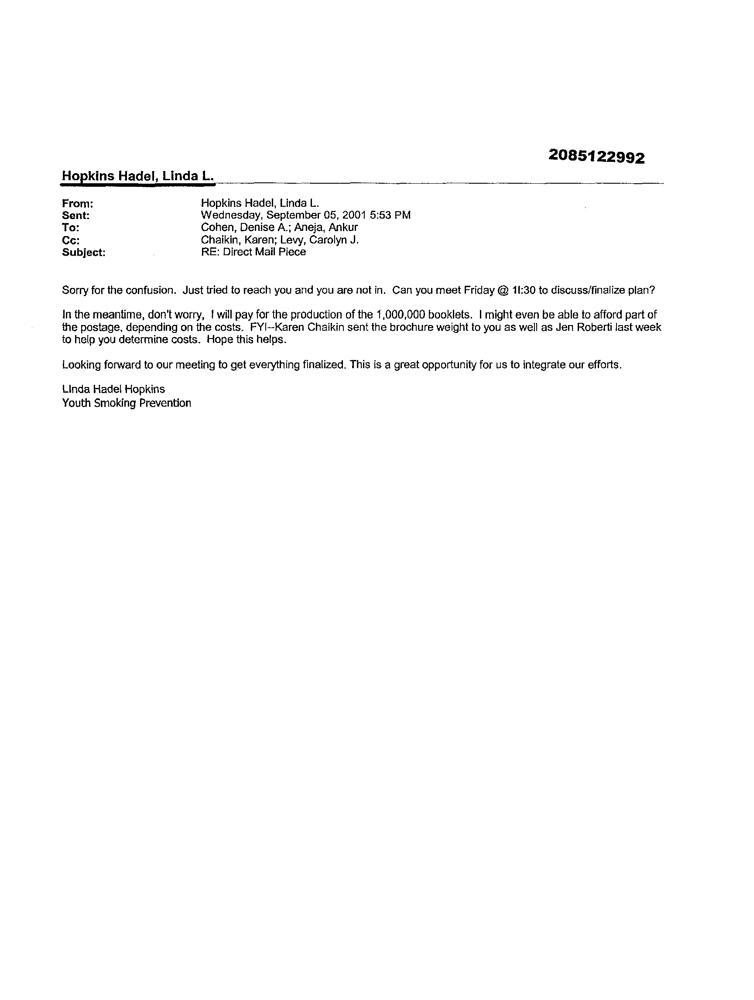 2085122992
Hopkins Hadel, Linda L.
From: Hopkins Hadel, Linda L.
Sent: Wednesday, September 05, 2001 5:53 PM
To: Cohen, Denise A.; Aneja, Ankur
Cc: Chaikin, Karen; Levy, Carolyn J.
Subject: RE: Direct Mail Piece
Sorry for the confusion. Just tried to reach you and you are not in. Can you meet Friday @ 11:30 to discuss/finalize plan?
In the meantime, don't worry, I will pay for the production of the 1,000,000 booklets. I might even be able to afford part of
the postage, depending on the costs. FYI--Karen Chaikin sent the brochure weight to you as well as Jen Roberti last week
to help you determine costs. Hope this helps.
Looking forward to our meeting to get everything finalized. This is a great opportunity for us to integrate our efforts.
Linda Hadel Hopkins
Youth Smoking Prevention